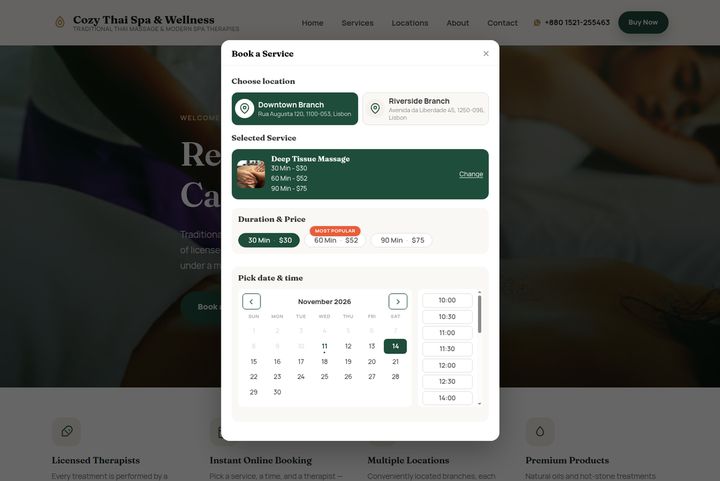 Cozy Thai Spa & Wellness
TRADITIONAL THAI MASSAGE & MODERN SPA THERAPIES
Home Services Locations About Contact
+880 1521-255463
Buy Now
WELCOME
Re
Ca
Traditiona
of license
under a m
Book a
Book a Service
Choose location
Downtown Branch
Rua Augusta 120, 1100-053, Lisbon
Riverside Branch
Avenida da Liberdade 45, 1250-096,
Lisbon
Selected Service
Deep Tissue Massage
30 Min - $30
60 Min - $52
90 Min - $75
Change
Duration & Price
MOST POPULAR
30 Min · $30
60 Min · $52
90 Min · $75
Pick date & time
November 2026
SUN MON TUE WED THU FRI SAT
1 2 3 4 5 6 7
8 9 10 11 12 13 14
15 16 17 18 19 20 21
22 23 24 25 26 27 28
29 30
10:00
10:30
11:00
11:30
12:00
12:30
14:00
Licensed Therapists
Every treatment is performed by a
Instant Online Booking
Pick a service, a time, and a therapist —
Multiple Locations
Conveniently located branches, each
Premium Products
Natural oils and hot-stone treatments